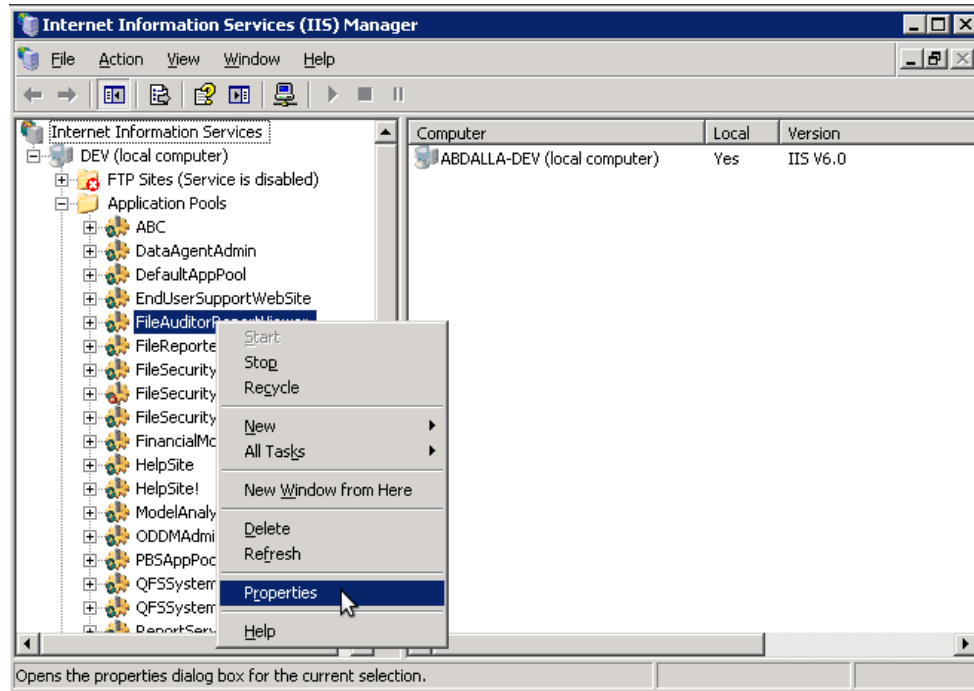 Internet Information Services (IIS) Manager
File Action View Window Help
Internet Information Services
DEV (local computer)
FTP Sites (Service is disabled)
Application Pools
ABC
DataAgentAdmin
DefaultAppPool
EndUserSupportWebSite
FileAuditorReportViewer
FileReporte
FileSecurity
FileSecurity
FileSecurity
FinancialMo
HelpSite
HelpSite!
ModelAnaly
ODDMAdmi
PBSAppPoo
QFSSystem
QFSSystem
ReportServ
Computer Local Version
ABDALLA-DEV (local computer) Yes IIS V6.0
Start
Stop
Recycle
New
All Tasks
New Window from Here
Delete
Refresh
Properties
Help
Opens the properties dialog box for the current selection.